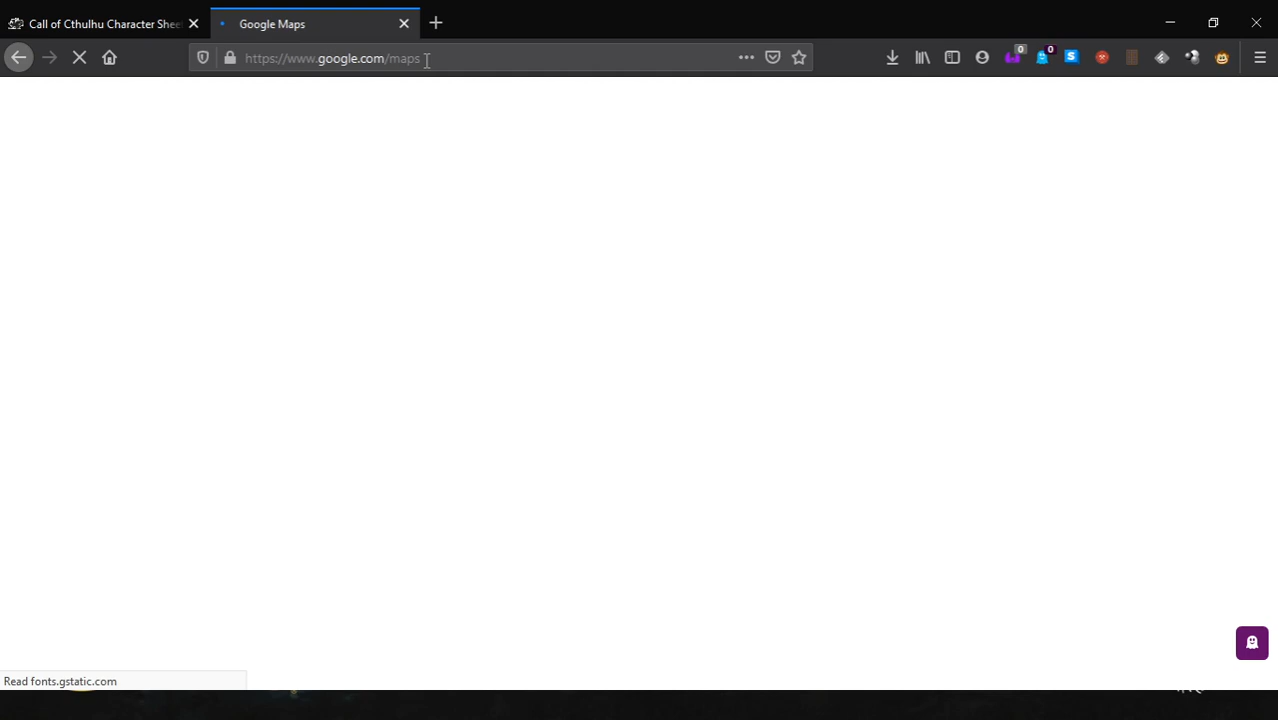 Call of Cthulhu Character Shee
Google Maps
https://www.google.com/maps
0
0
S
Read fonts.gstatic.com